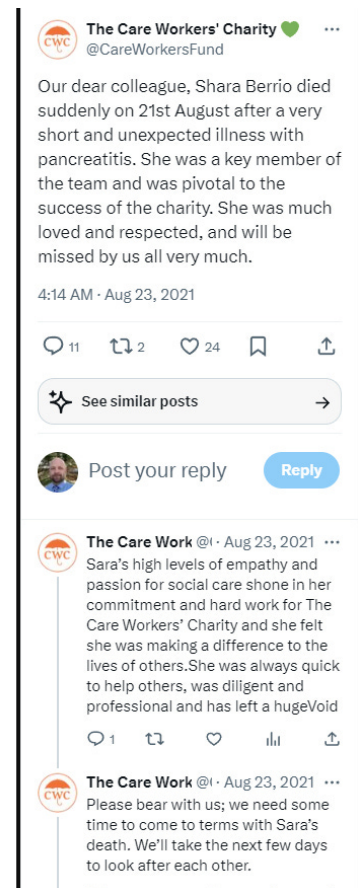 The Care Workers' Charity
@CareWorkersFund
CWC
Our dear colleague, Shara Berrio died
suddenly on 21st August after a very
short and unexpected illness with
pancreatitis. She was a key member of
the team and was pivotal to the
success of the charity. She was much
loved and respected, and will be
missed by us all very much.
4:14 AM · Aug 23, 2021
11 2 24
See similar posts
Post your reply
Reply
CWC
The Care Work @( · Aug 23, 2021
Sara's high levels of empathy and
passion for social care shone in her
commitment and hard work for The
Care Workers' Charity and she felt
she was making a difference to the
lives of others.She was always quick
to help others, was diligent and
professional and has left a hugeVoid
1
CWC
The Care Work @( · Aug 23, 2021
Please bear with us; we need some
time to come to terms with Sara's
death. We'll take the next few days
to look after each other.